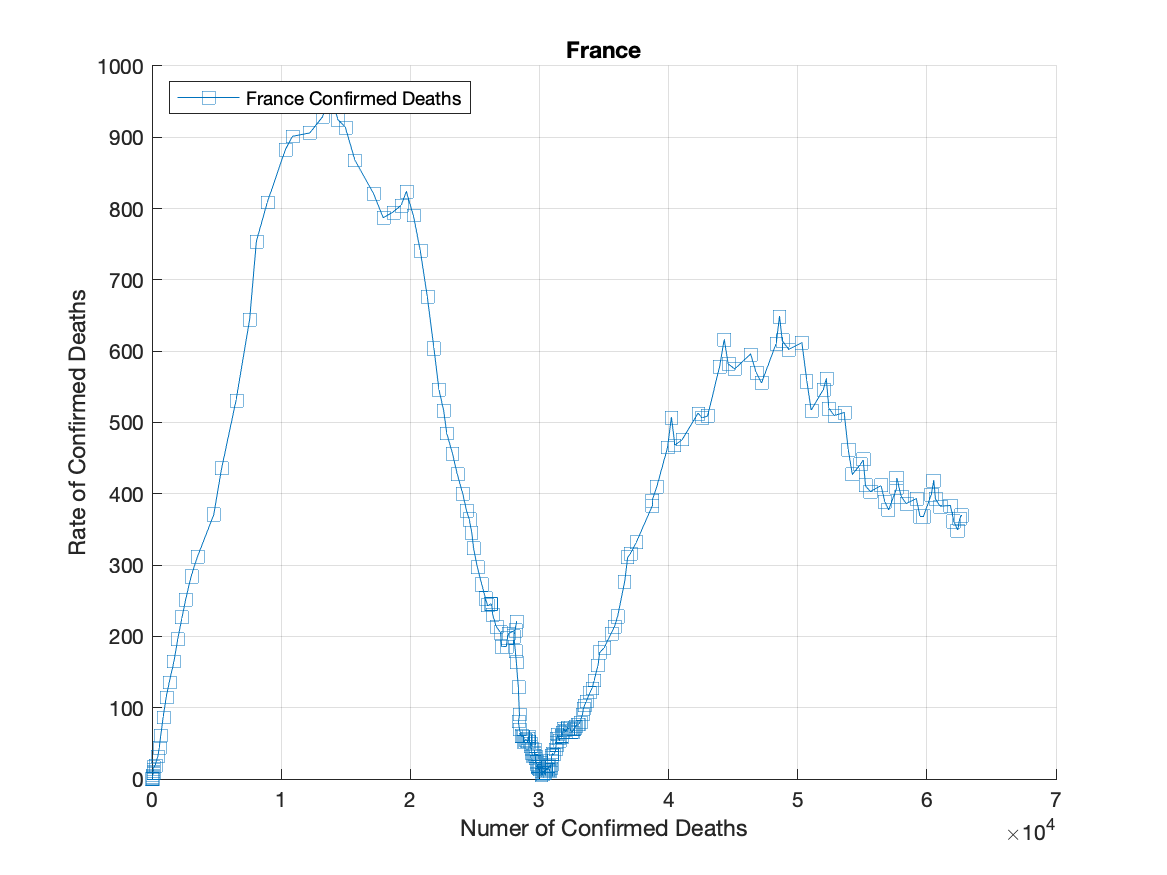 France
1000
900
800
700
600
500
400
300
200
100
0
France Confirmed Deaths
Rate of Confirmed Deaths
0 1 2 3 4 5 6 7
×10⁴
Numer of Confirmed Deaths